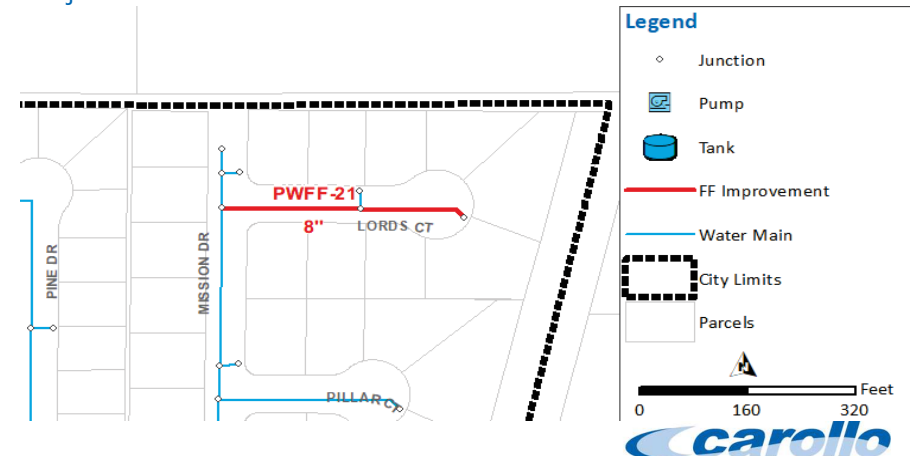 Legend
Junction
Pump
Tank
FF Improvement
Water Main
City Limits
Parcels
Feet
0 160 320
carollo
PWFF-21
8" LORDS CT
PINE DR
MISSION DR
PILLAR CT